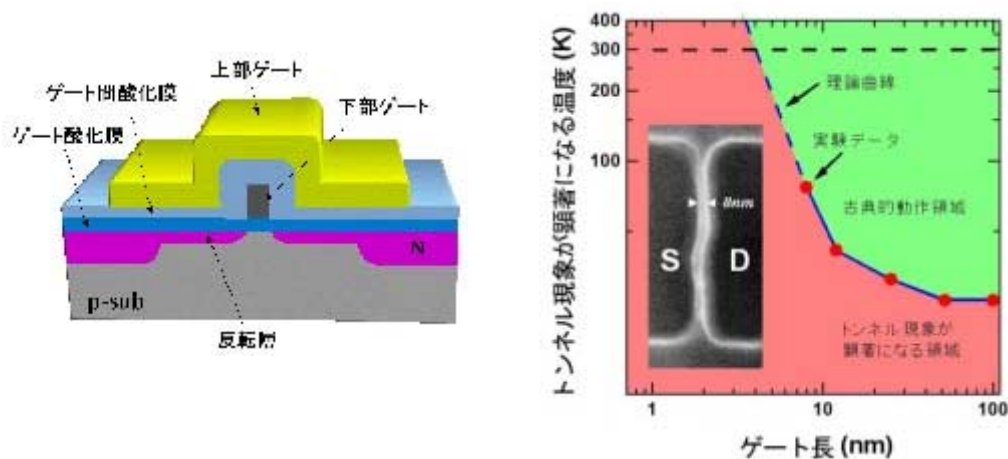 上部ゲート
ゲート間酸化膜
下部ゲート
ゲート酸化膜
N
p-sub
反転層
トンネル現象が顕著になる温度 (K)
400
300
200
100
理論曲線
実験データ
8nm
古典的動作領域
S D
トンネル現象が
顕著になる領域
1 10 100
ゲート長 (nm)